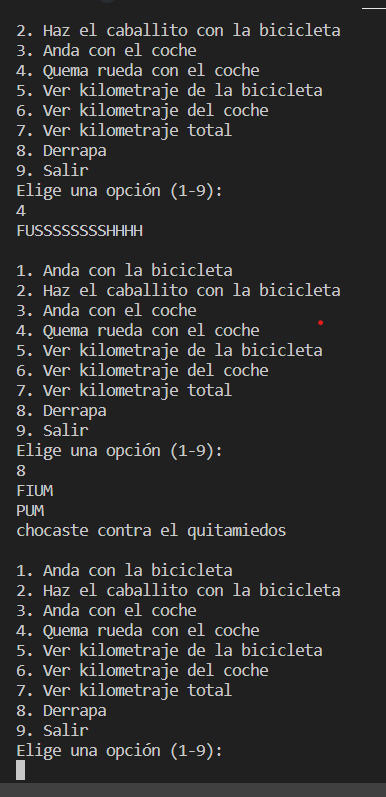 2. Haz el caballito con la bicicleta
3. Anda con el coche
4. Quema rueda con el coche
5. Ver kilometraje de la bicicleta
6. Ver kilometraje del coche
7. Ver kilometraje total
8. Derrapa
9. Salir
Elige una opción (1-9):
4
FUSSSSSSSSHHHH
1. Anda con la bicicleta
2. Haz el caballito con la bicicleta
3. Anda con el coche
4. Quema rueda con el coche
5. Ver kilometraje de la bicicleta
6. Ver kilometraje del coche
7. Ver kilometraje total
8. Derrapa
9. Salir
Elige una opción (1-9):
8
FIUM
PUM
chocaste contra el quitamiedos
1. Anda con la bicicleta
2. Haz el caballito con la bicicleta
3. Anda con el coche
4. Quema rueda con el coche
5. Ver kilometraje de la bicicleta
6. Ver kilometraje del coche
7. Ver kilometraje total
8. Derrapa
9. Salir
Elige una opción (1-9):